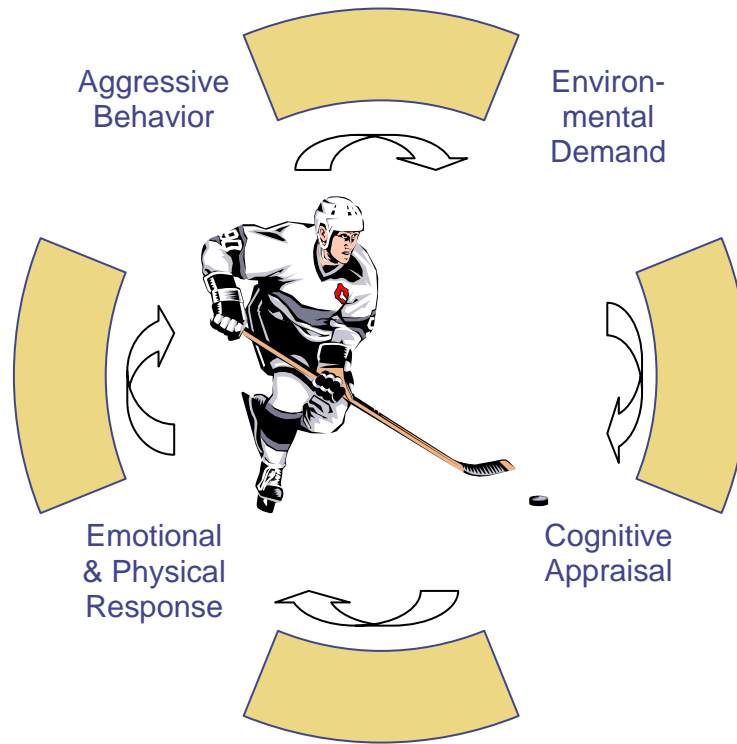 Aggressive
Behavior
Environ-
mental
Demand
Emotional
& Physical
Response
Cognitive
Appraisal